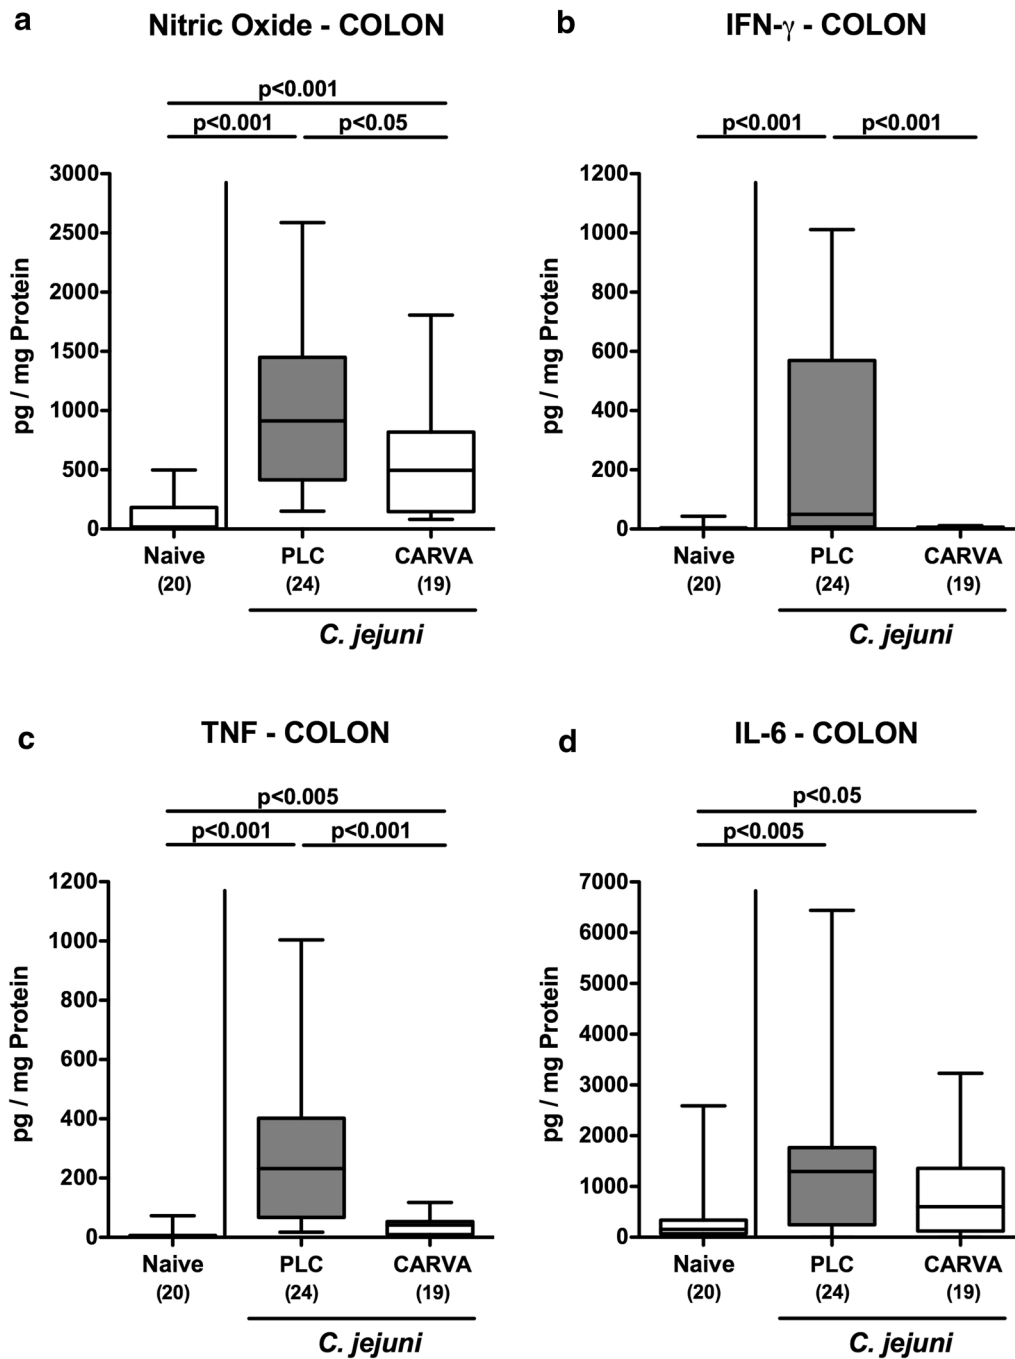 a
Nitric Oxide - COLON
p<0.001
p<0.001 p<0.05
3000
2500
2000
1500
1000
500
0
pg / mg Protein
Naive PLC CARVA
(20) (24) (19)
C. jejuni
b
IFN-γ - COLON
p<0.001 p<0.001
1200
1000
800
600
400
200
0
pg / mg Protein
Naive PLC CARVA
(20) (24) (19)
C. jejuni
c
TNF - COLON
p<0.005
p<0.001 p<0.001
1200
1000
800
600
400
200
0
pg / mg Protein
Naive PLC CARVA
(20) (24) (19)
C. jejuni
d
IL-6 - COLON
p<0.05
p<0.005
7000
6000
5000
4000
3000
2000
1000
0
pg / mg Protein
Naive PLC CARVA
(20) (24) (19)
C. jejuni